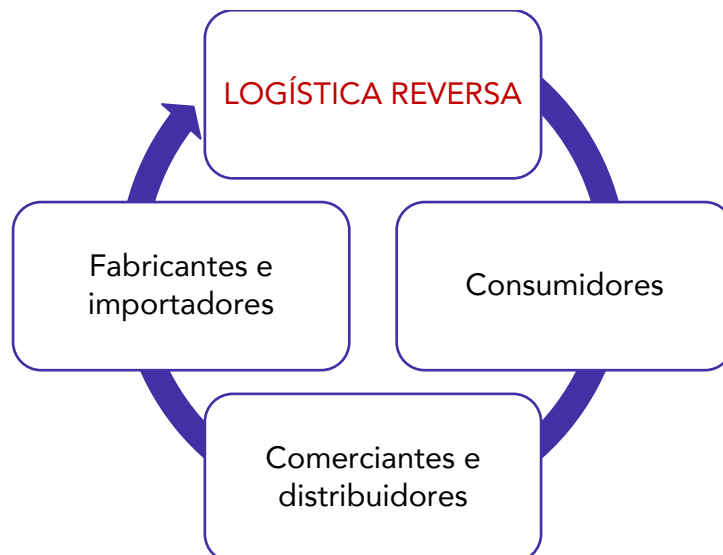 LOGÍSTICA REVERSA
Fabricantes e
importadores
Consumidores
Comerciantes e
distribuidores